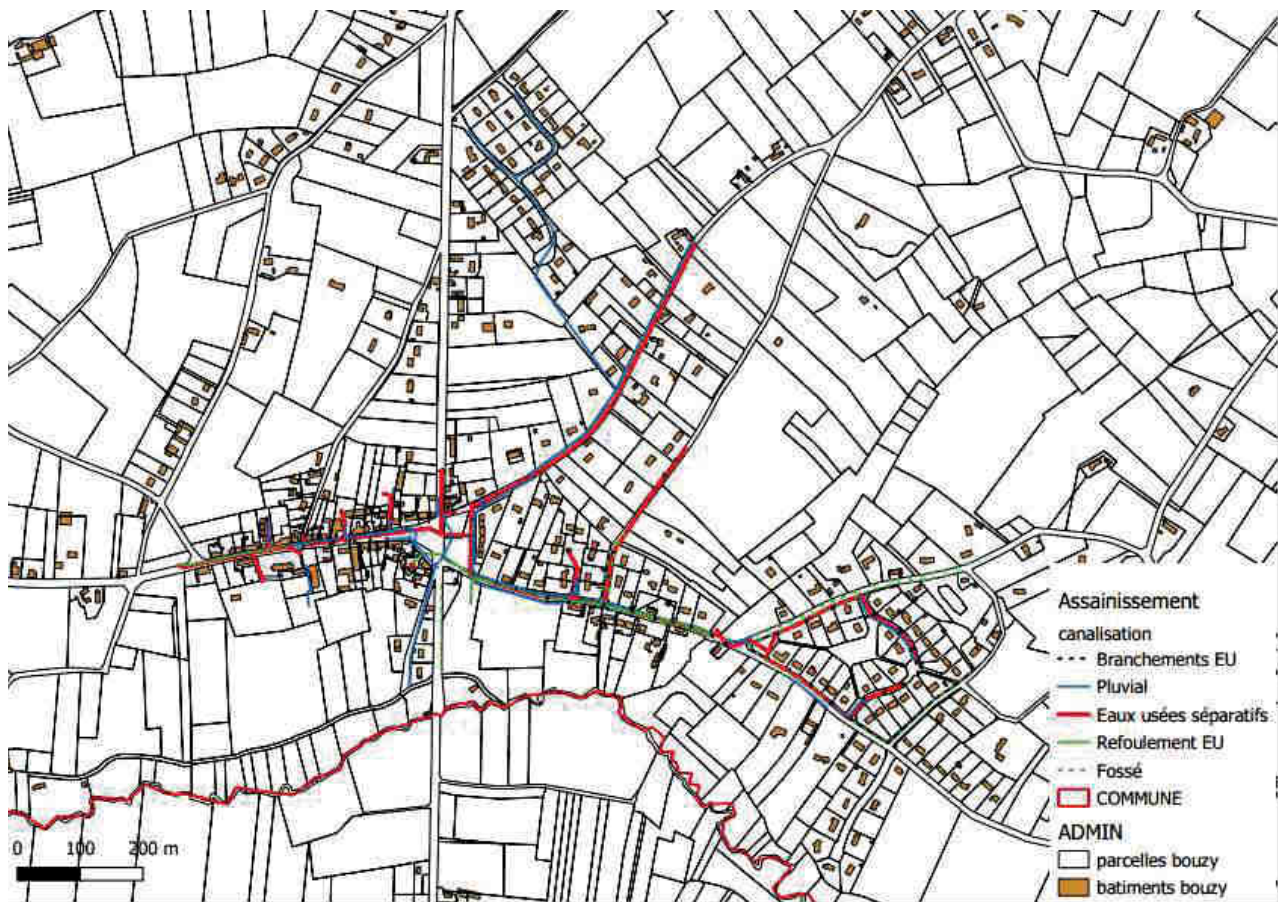 Assainissement
canalisation
Branchements EU
Pluvial
Eaux usées séparatifs
Refoulement EU
Fossé
COMMUNE
ADMIN
parcelles bouzy
batiments bouzy
0 100 200 m